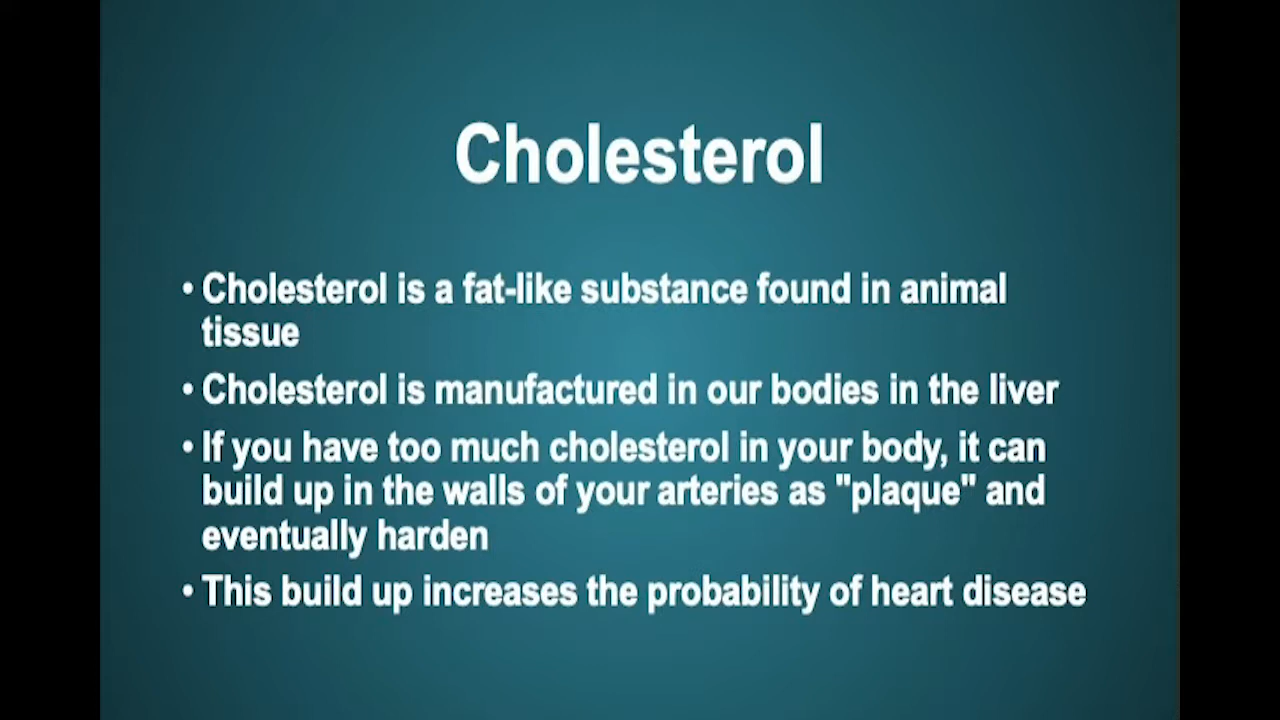 Cholesterol
• Cholesterol is a fat-like substance found in animal
tissue
• Cholesterol is manufactured in our bodies in the liver
• If you have too much cholesterol in your body, it can
build up in the walls of your arteries as "plaque" and
eventually harden
• This build up increases the probability of heart disease